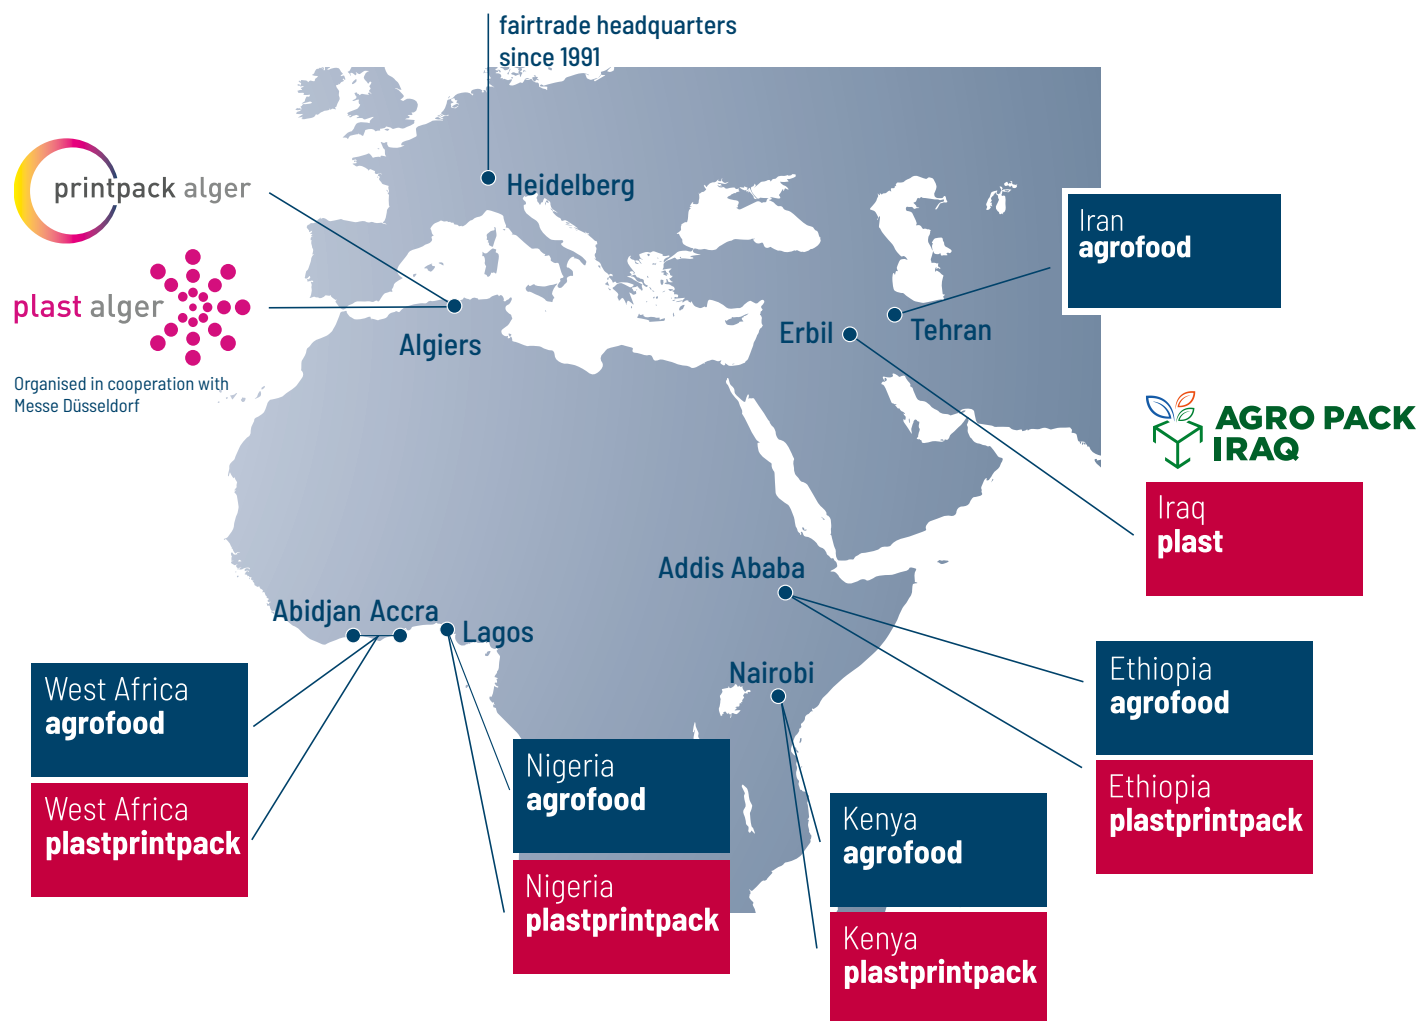 fairtrade headquarters
since 1991
printpack alger
Heidelberg
Iran
agrofood
plast alger
Algiers
Erbil
Tehran
Organised in cooperation with
Messe Düsseldorf
AGRO PACK
IRAQ
Iraq
plast
Addis Ababa
Abidjan Accra
Lagos
Nairobi
West Africa
agrofood
West Africa
plastprintpack
Nigeria
agrofood
Nigeria
plastprintpack
Kenya
agrofood
Kenya
plastprintpack
Ethiopia
agrofood
Ethiopia
plastprintpack